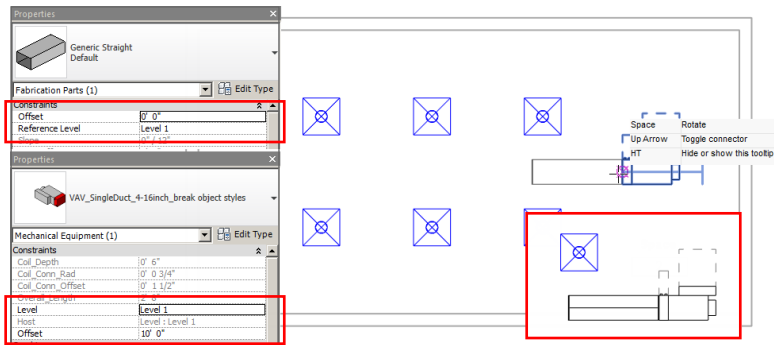 Properties
Generic Straight
Default
Fabrication Parts (1)
Edit Type
Constraints
Offset
0' 0"
Reference Level
Level 1
Slope
0" / 12"
Properties
VAV_SingleDuct_4-16inch_break object styles
Mechanical Equipment (1)
Edit Type
Constraints
Coil_Depth
0' 6"
Coil_Conn_Rad
0' 0 3/4"
Coil_Conn_Offset
0' 1 1/2"
Overall_Length
2' 8"
Level
Level 1
Host
Level : Level 1
Offset
10' 0"
Space Rotate
Up Arrow Toggle connector
HT Hide or show this tooltip